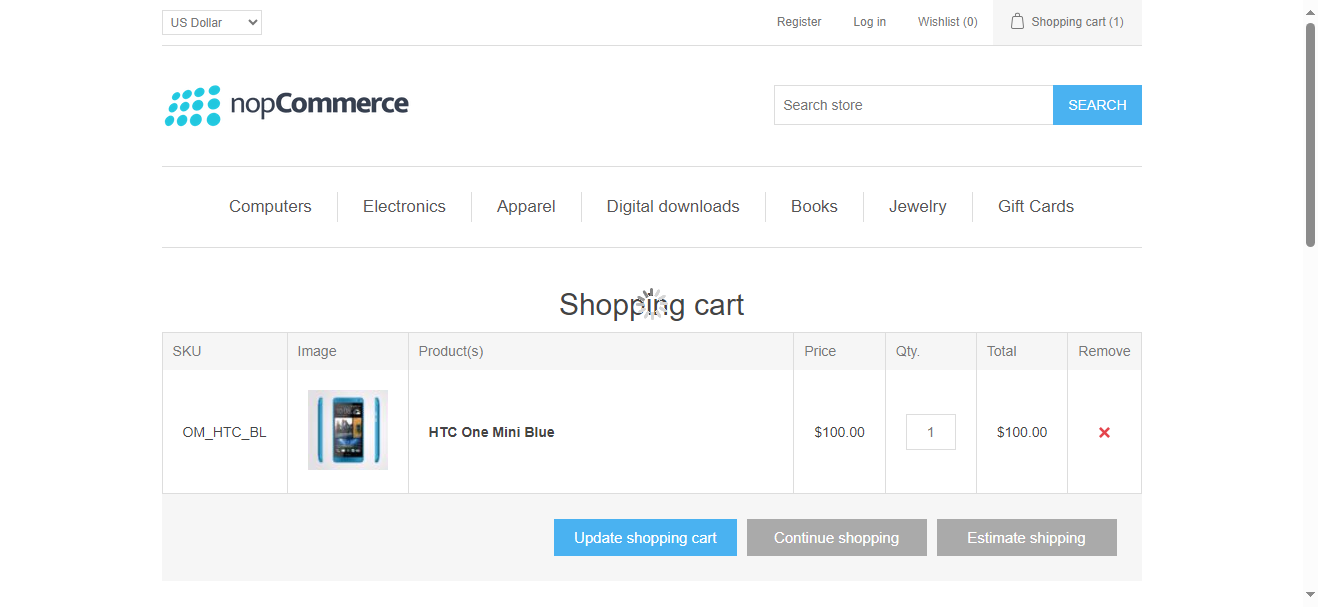 US Dollar
Register
Log in
Wishlist (0)
Shopping cart (1)
nopCommerce
Search store
SEARCH
Computers
Electronics
Apparel
Digital downloads
Books
Jewelry
Gift Cards
Shopping cart
SKU
Image
Product(s)
Price
Qty.
Total
Remove
OM_HTC_BL
HTC One Mini Blue
$100.00
1
$100.00
Update shopping cart
Continue shopping
Estimate shipping